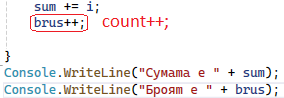 sum += i;
brus++; count++;
}
Console.WriteLine("Сумата е " + sum);
Console.WriteLine("Броят е " + brus);